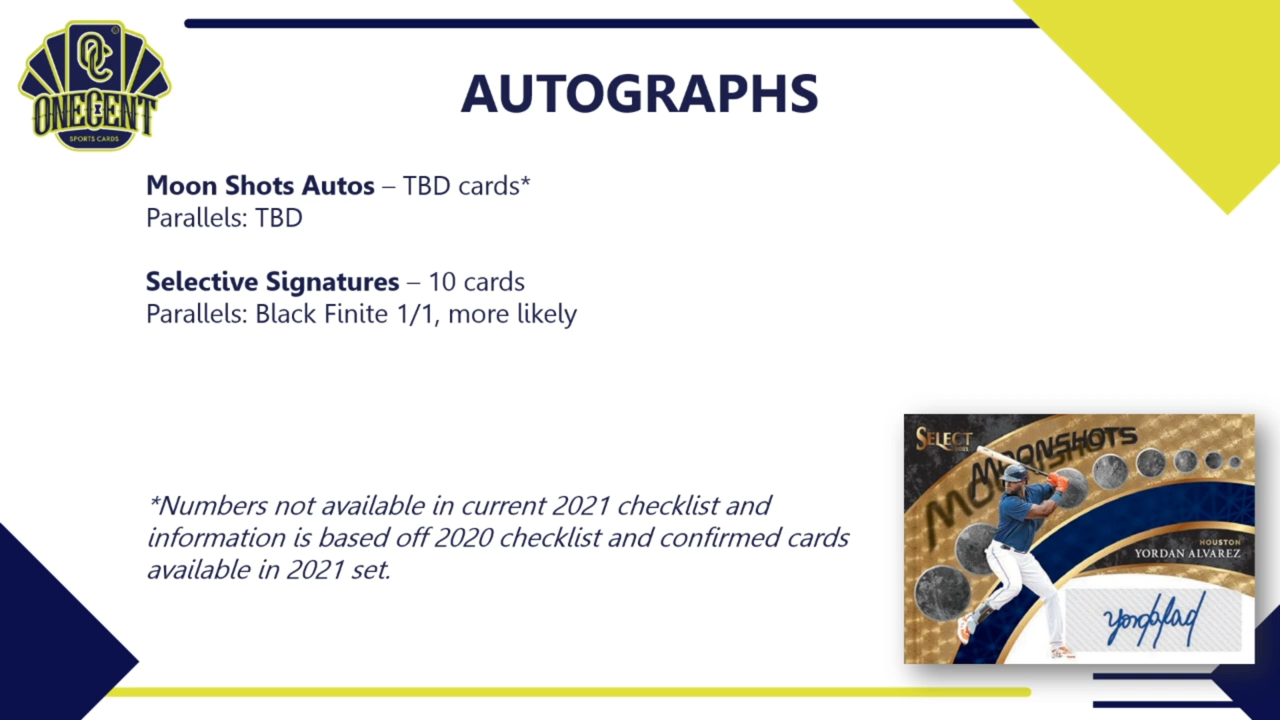 OC
ONECENT
SPORTS CARDS
AUTOGRAPHS
Moon Shots Autos – TBD cards*
Parallels: TBD
Selective Signatures – 10 cards
Parallels: Black Finite 1/1, more likely
*Numbers not available in current 2021 checklist and
information is based off 2020 checklist and confirmed cards
available in 2021 set.
SELECT
MOONSHOTS
MOONSHOTS
HOUSTON
YORDAN ALVAREZ